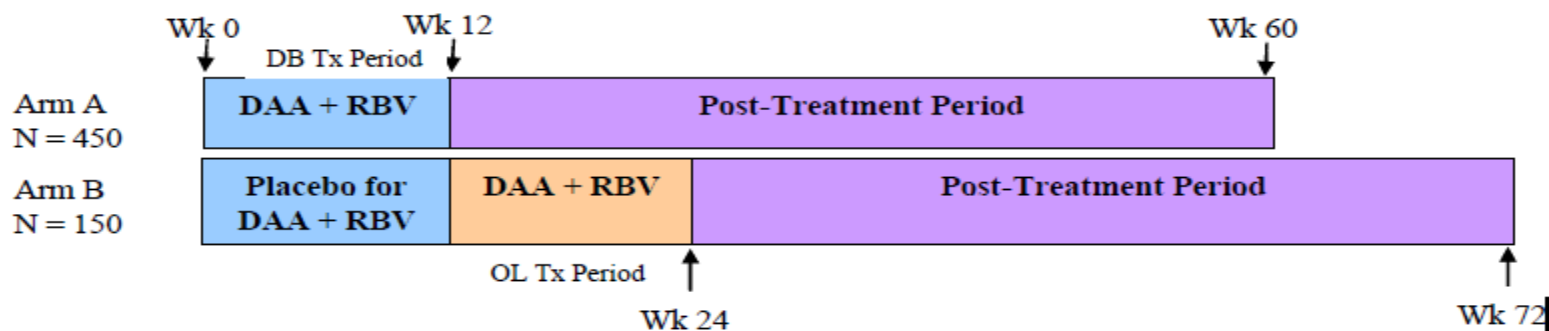 Wk 0
Wk 12
Wk 60
DB Tx Period
Arm A
N = 450
DAA + RBV
Post-Treatment Period
Arm B
N = 150
Placebo for
DAA + RBV
DAA + RBV
Post-Treatment Period
OL Tx Period
Wk 24
Wk 72